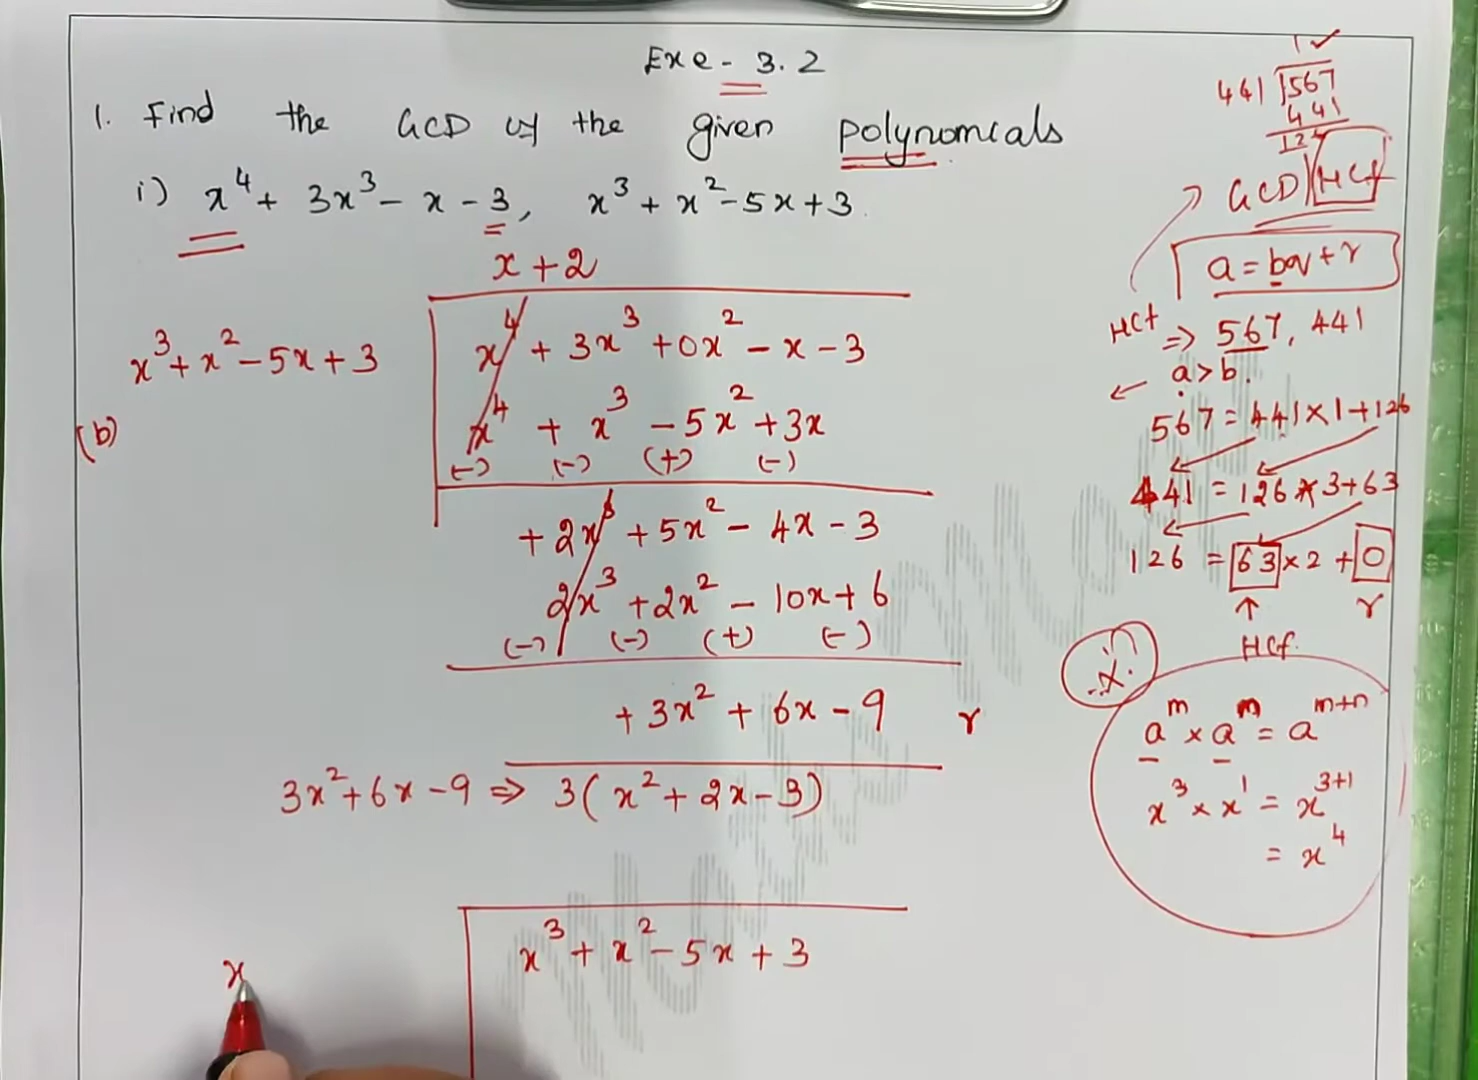 Exe - 3.2
1. Find the GCD of the given polynomials
i) x⁴ + 3x³ - x - 3, x³ + x² - 5x + 3.
x + 2
x³ + x² - 5x + 3
x⁴ + 3x³ + 0x² - x - 3
(b)
x⁴ + x³ - 5x² + 3x
(-) (-) (+) (-)
+ 2x³ + 5x² - 4x - 3
2x³ + 2x² - 10x + 6
(-) (-) (+) (-)
+ 3x² + 6x - 9 r
3x² + 6x - 9 ⇒ 3(x² + 2x - 3)
x³ + x² - 5x + 3
x
1 ✓
441 567
441
GCD | HCF
a = bq + r
HCF ⇒ 567, 441
← a > b.
567 = 441 × 1 + 126
441 = 126 × 3 + 63
126 = 63 × 2 + 0
↑ r
HCF.
aᵐ × aᵐ = aᵐ⁺ⁿ
x³ × x¹ = x³⁺¹
= x⁴